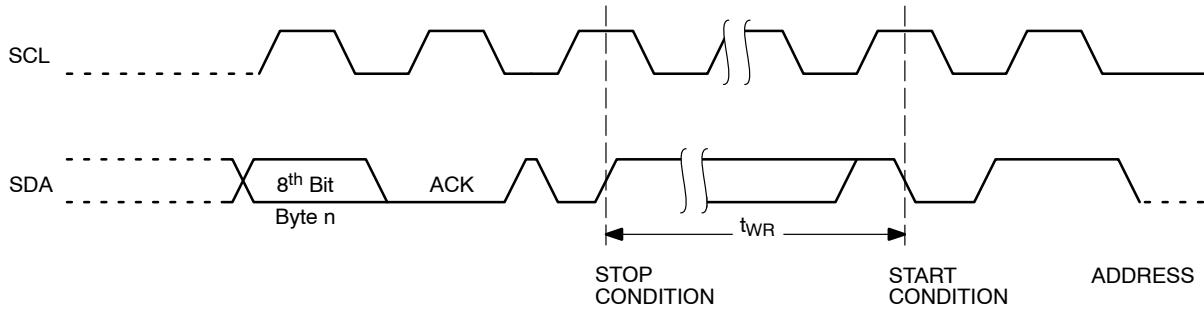 SCL
SDA
8th Bit
Byte n
ACK
tWR
STOP
CONDITION
START
CONDITION
ADDRESS